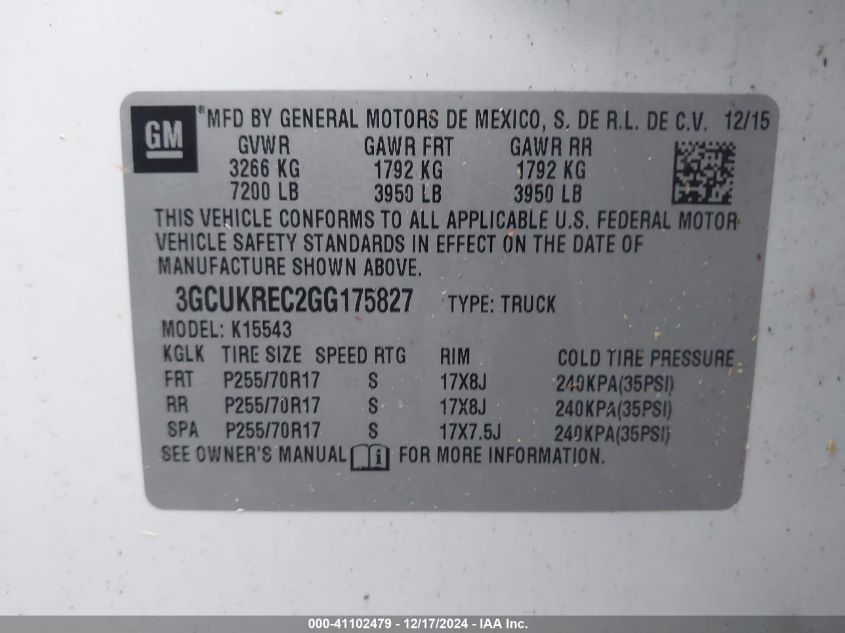 GM ® MFD BY GENERAL MOTORS DE MEXICO, S. DE R.L. DE C.V. 12/15
GVWR GAWR FRT GAWR RR
3266 KG 1792 KG 1792 KG
7200 LB 3950 LB 3950 LB
THIS VEHICLE CONFORMS TO ALL APPLICABLE U.S. FEDERAL MOTOR
VEHICLE SAFETY STANDARDS IN EFFECT ON THE DATE OF
MANUFACTURE SHOWN ABOVE.
3GCUKREC2GG175827 TYPE: TRUCK
MODEL: K15543
KGLK TIRE SIZE SPEED RTG RIM COLD TIRE PRESSURE
FRT P255/70R17 S 17X8J 240KPA(35PSI)
RR P255/70R17 S 17X8J 240KPA(35PSI)
SPA P255/70R17 S 17X7.5J 240KPA(35PSI)
SEE OWNER'S MANUAL FOR MORE INFORMATION.
000-41102479 - 12/17/2024 - IAA Inc.